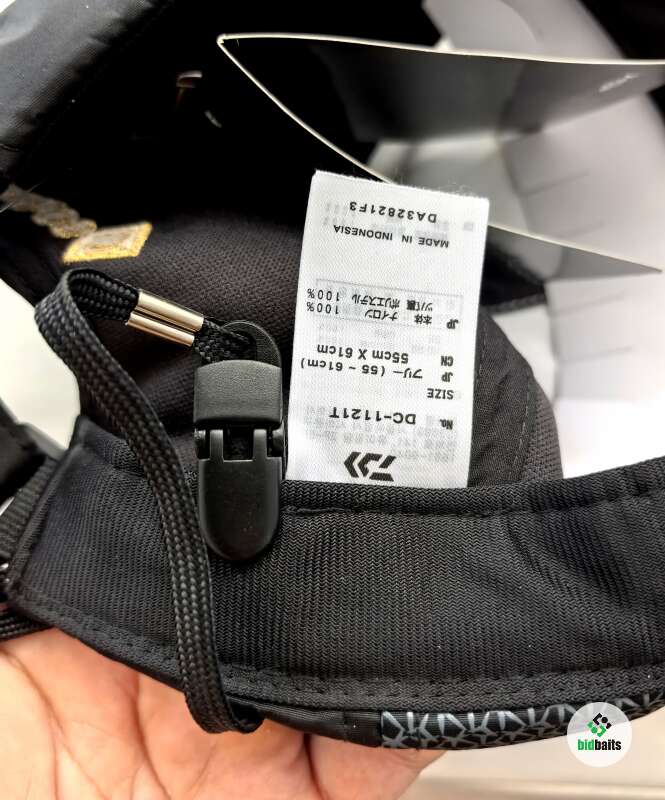 No. DC-1121T
SIZE
JP フリー (55 ~ 61cm)
CN 55cm X 61cm
JP 本体 ナイロン 100%
ツバ裏 ポリエステル 100%
MADE IN INDONESIA
DA32821F3
bidbaits